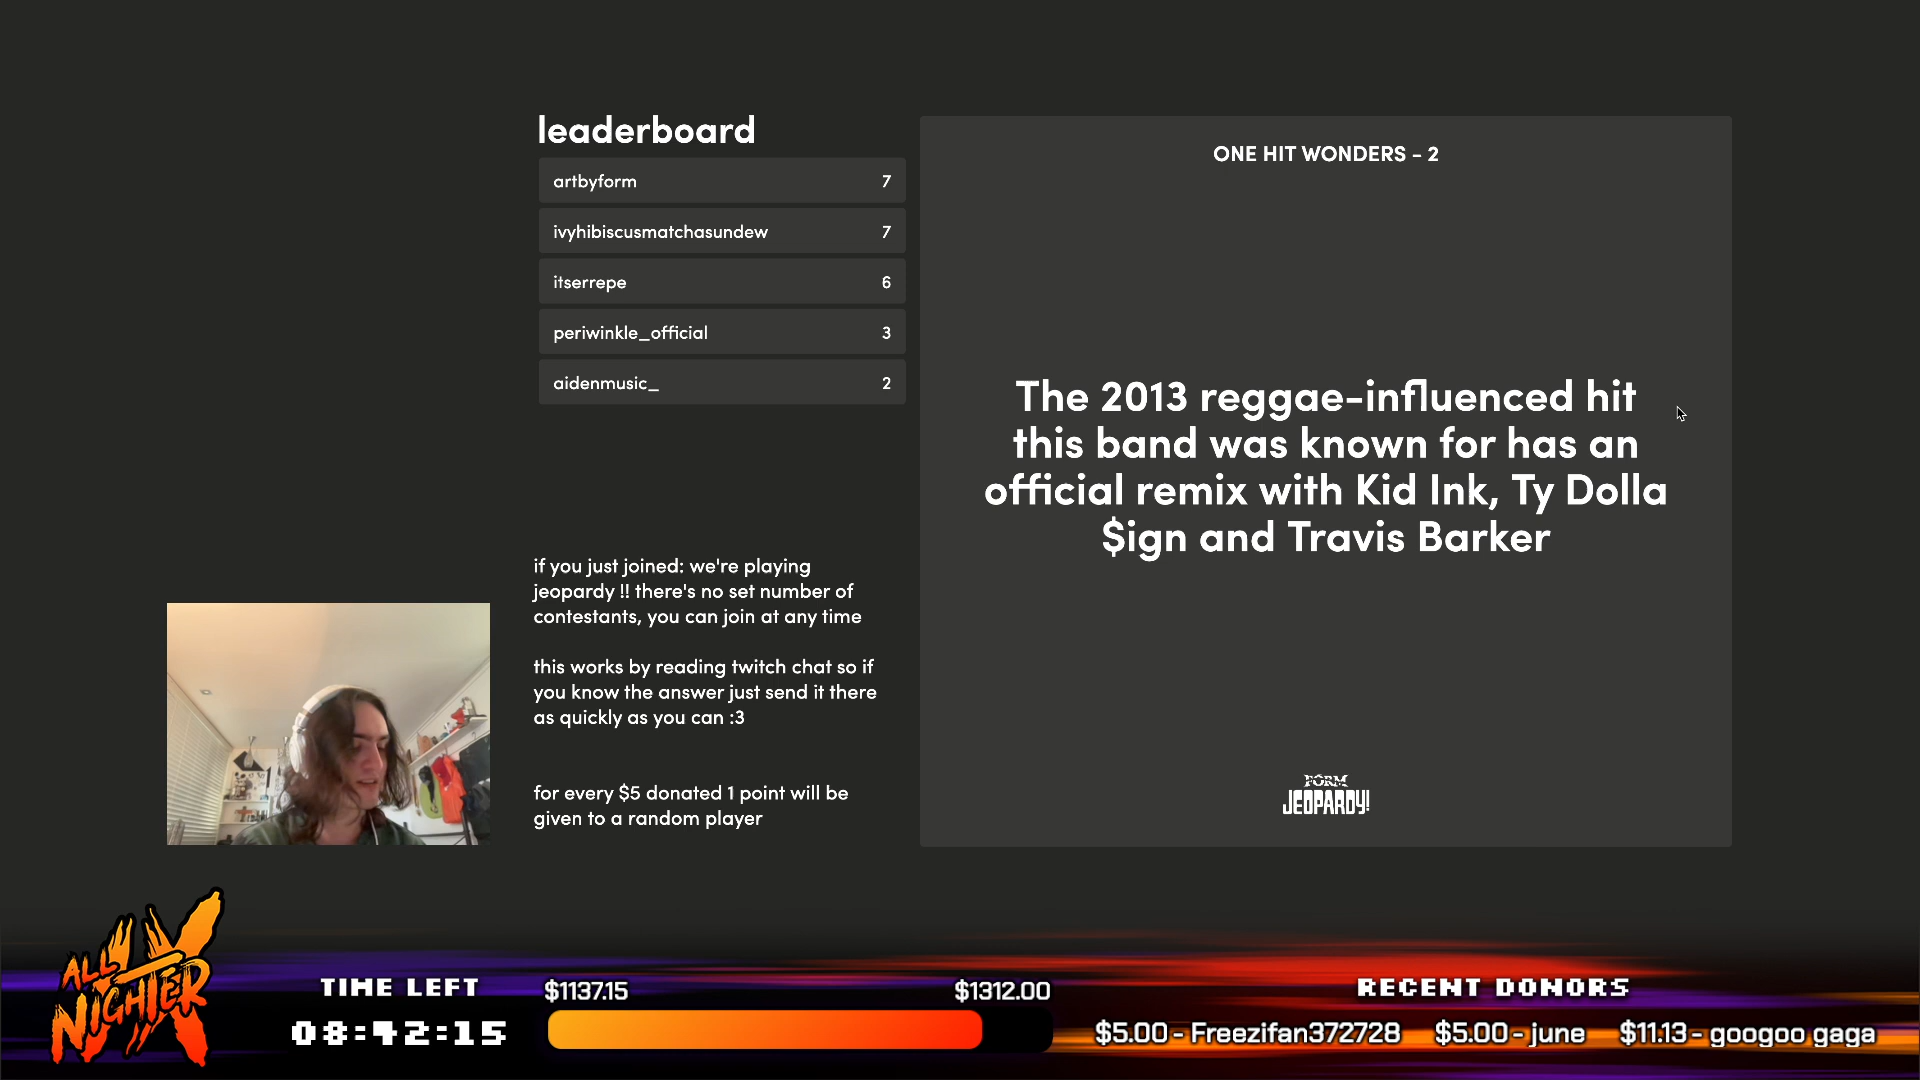 leaderboard
artbyform 7
ivyhibiscusmatchasundew 7
itserrepe 6
periwinkle_official 3
aidenmusic_ 2
if you just joined: we're playing
jeopardy !! there's no set number of
contestants, you can join at any time
this works by reading twitch chat so if
you know the answer just send it there
as quickly as you can :3
for every $5 donated 1 point will be
given to a random player
ONE HIT WONDERS - 2
The 2013 reggae-influenced hit
this band was known for has an
official remix with Kid Ink, Ty Dolla
$ign and Travis Barker
FORM
JEOPARDY!
ALL
NIGHTER
TIME LEFT
08:42:15
$1137.15 $1312.00
RECENT DONORS
$5.00 - Freezifan372728 $5.00 - june $11.13 - googoo gaga